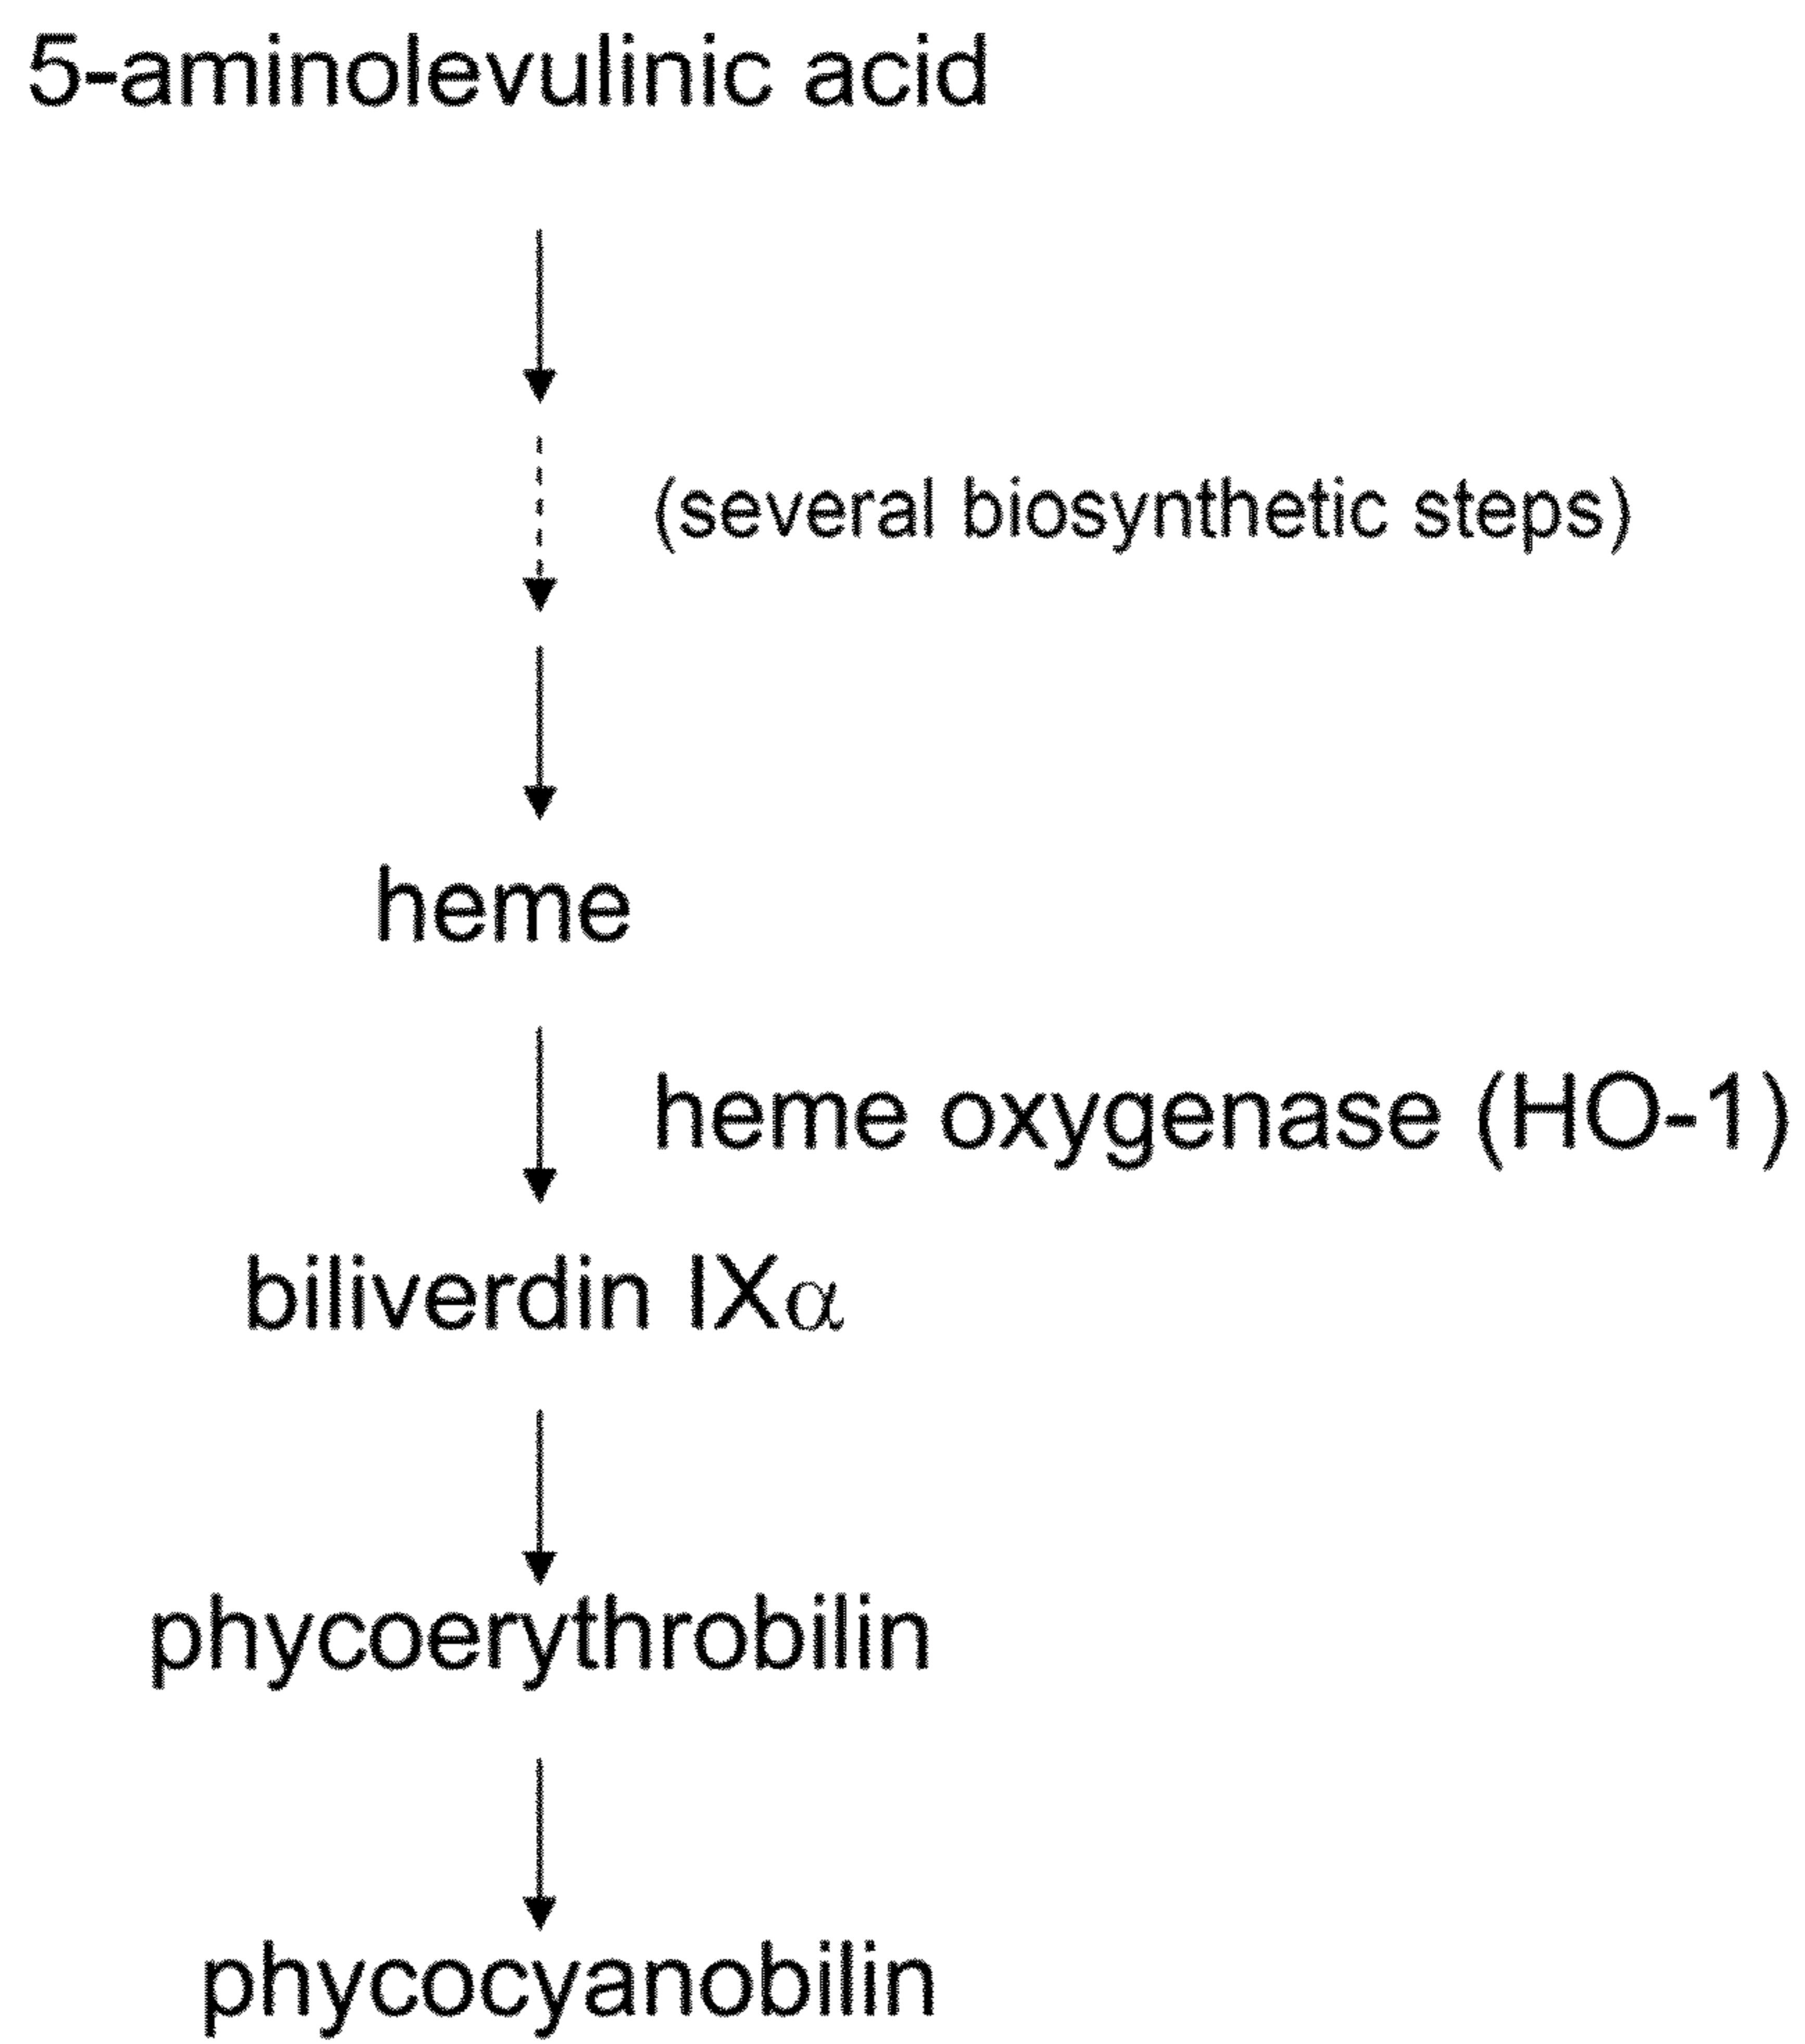 5-aminolevulinic acid
(several biosynthetic steps)
heme
heme oxygenase (HO-1)
biliverdin IXα
phycoerythrobilin
phycocyanobilin